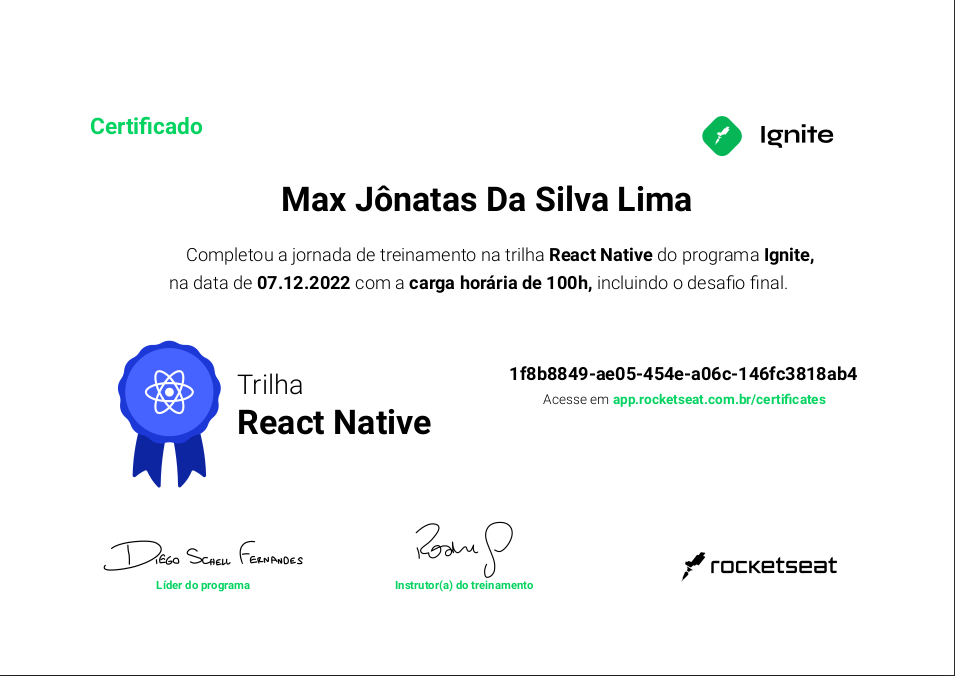 Certificado
Ignite
Max Jônatas Da Silva Lima
Completou a jornada de treinamento na trilha React Native do programa Ignite,
na data de 07.12.2022 com a carga horária de 100h, incluindo o desafio final.
Trilha
React Native
1f8b8849-ae05-454e-a06c-146fc3818ab4
Acesse em app.rocketseat.com.br/certificates
Diego Schell Fernandes
Líder do programa
Instrutor(a) do treinamento
rocketseat